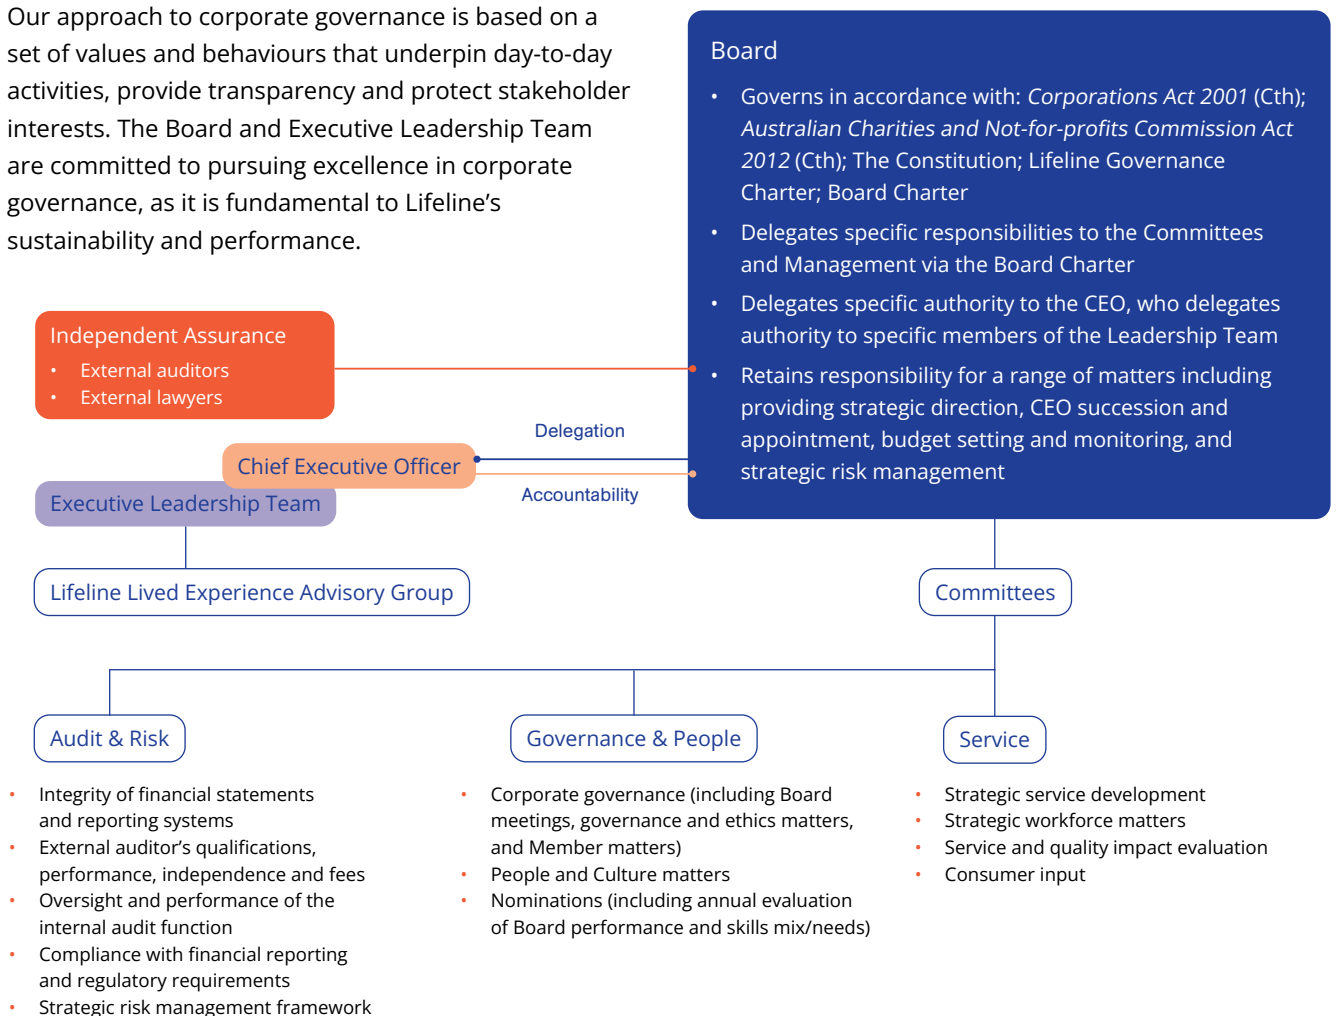 Our approach to corporate governance is based on a
set of values and behaviours that underpin day-to-day
activities, provide transparency and protect stakeholder
interests. The Board and Executive Leadership Team
are committed to pursuing excellence in corporate
governance, as it is fundamental to Lifeline’s
sustainability and performance.
Board
• Governs in accordance with: Corporations Act 2001 (Cth);
Australian Charities and Not-for-profits Commission Act
2012 (Cth); The Constitution; Lifeline Governance
Charter; Board Charter
• Delegates specific responsibilities to the Committees
and Management via the Board Charter
• Delegates specific authority to the CEO, who delegates
authority to specific members of the Leadership Team
• Retains responsibility for a range of matters including
providing strategic direction, CEO succession and
appointment, budget setting and monitoring, and
strategic risk management
Independent Assurance
• External auditors
• External lawyers
Delegation
Chief Executive Officer
Accountability
Executive Leadership Team
Lifeline Lived Experience Advisory Group
Committees
Audit & Risk
• Integrity of financial statements
and reporting systems
• External auditor’s qualifications,
performance, independence and fees
• Oversight and performance of the
internal audit function
• Compliance with financial reporting
and regulatory requirements
• Strategic risk management framework
Governance & People
• Corporate governance (including Board
meetings, governance and ethics matters,
and Member matters)
• People and Culture matters
• Nominations (including annual evaluation
of Board performance and skills mix/needs)
Service
• Strategic service development
• Strategic workforce matters
• Service and quality impact evaluation
• Consumer input